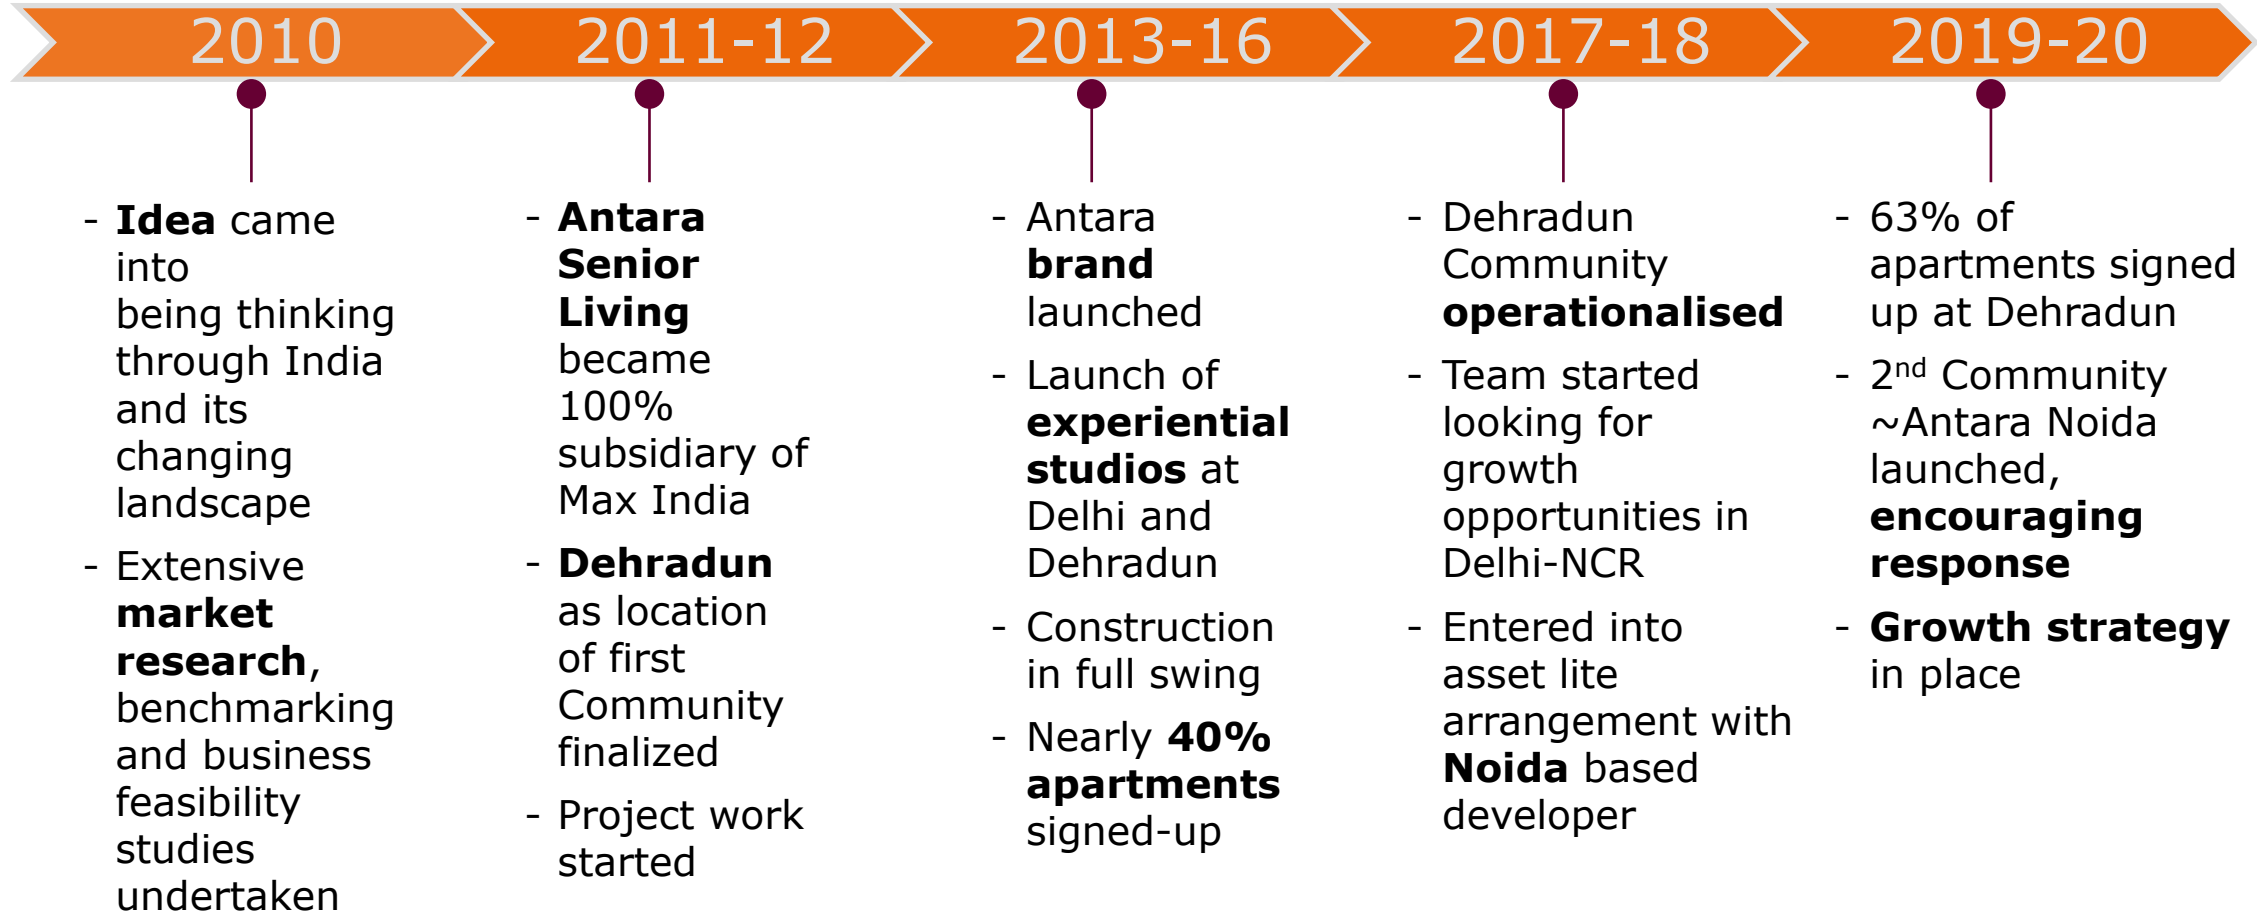 2010
2011-12
2013-16
2017-18
2019-20
- Idea came
into
being thinking
through India
and its
changing
landscape
- Extensive
market
research,
benchmarking
and business
feasibility
studies
undertaken
- Antara
Senior
Living
became
100%
subsidiary of
Max India
- Dehradun
as location
of first
Community
finalized
- Project work
started
- Antara
brand
launched
- Launch of
experiential
studios at
Delhi and
Dehradun
- Construction
in full swing
- Nearly 40%
apartments
signed-up
- Dehradun
Community
operationalised
- Team started
looking for
growth
opportunities in
Delhi-NCR
- Entered into
asset lite
arrangement with
Noida based
developer
- 63% of
apartments signed
up at Dehradun
- 2nd Community
~Antara Noida
launched,
encouraging
response
- Growth strategy
in place